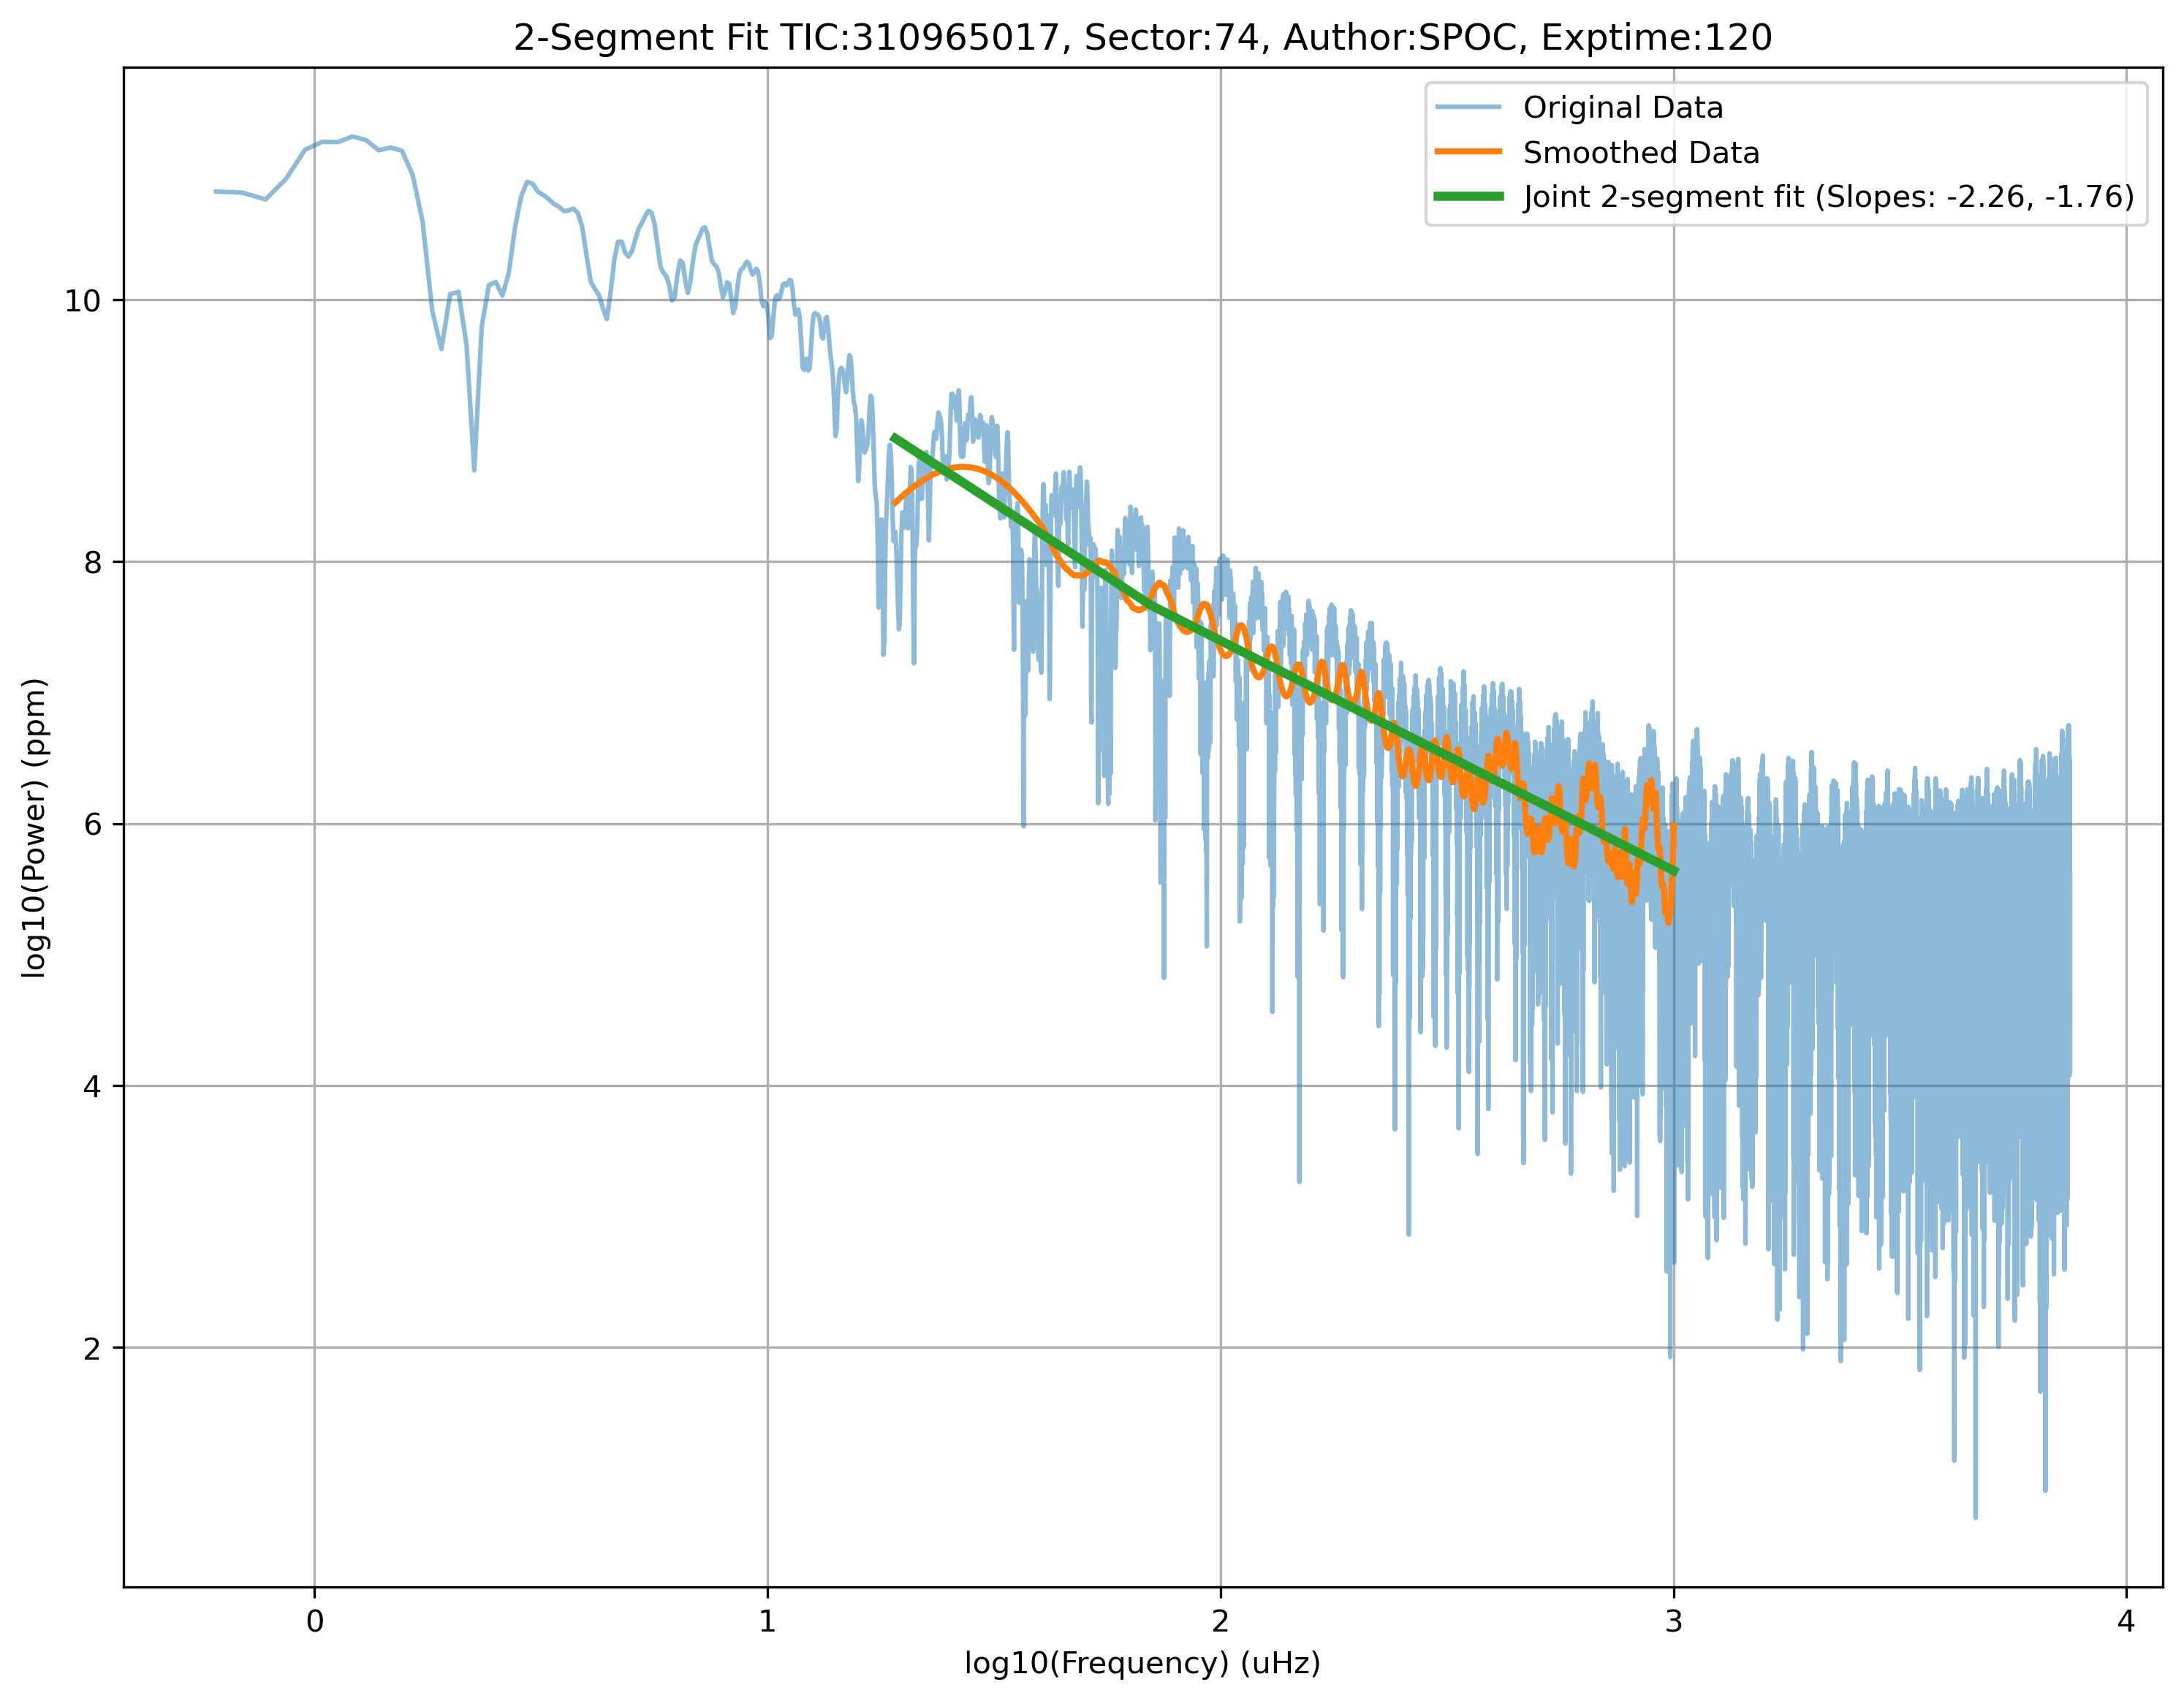 2-Segment Fit TIC:310965017, Sector:74, Author:SPOC, Exptime:120
Original Data
Smoothed Data
Joint 2-segment fit (Slopes: -2.26, -1.76)
log10(Power) (ppm)
10
8
6
4
2
0 1 2 3 4
log10(Frequency) (uHz)